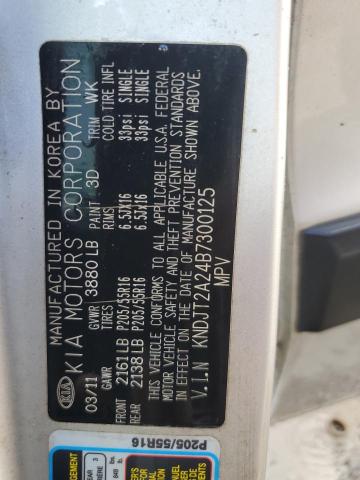 MANUFACTURED IN KOREA BY
KIA MOTORS CORPORATION
KIA
03/11 GVWR 3880 LB PAINT 3D TRIM WK
GAWR TIRES COLD TIRE INFL
FRONT 2161 LB P205/55R16 6.5JX16 33psi SINGLE
REAR 2138 LB P205/55R16 6.5JX16 33psi SINGLE
THIS VEHICLE CONFORMS TO ALL APPLICABLE U.S.A. FEDERAL
MOTOR VEHICLE SAFETY AND THEFT PREVENTION STANDARDS
IN EFFECT ON THE DATE OF MANUFACTURE SHOWN ABOVE.
V.I.N KNDJT2A24B7300125
MPV
P205/55R16